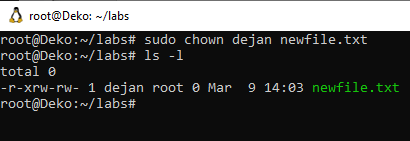 root@Deko: ~/labs
root@Deko:~/labs# sudo chown dejan newfile.txt
root@Deko:~/labs# ls -l
total 0
-r-xrw-rw- 1 dejan root 0 Mar  9 14:03 newfile.txt
root@Deko:~/labs#